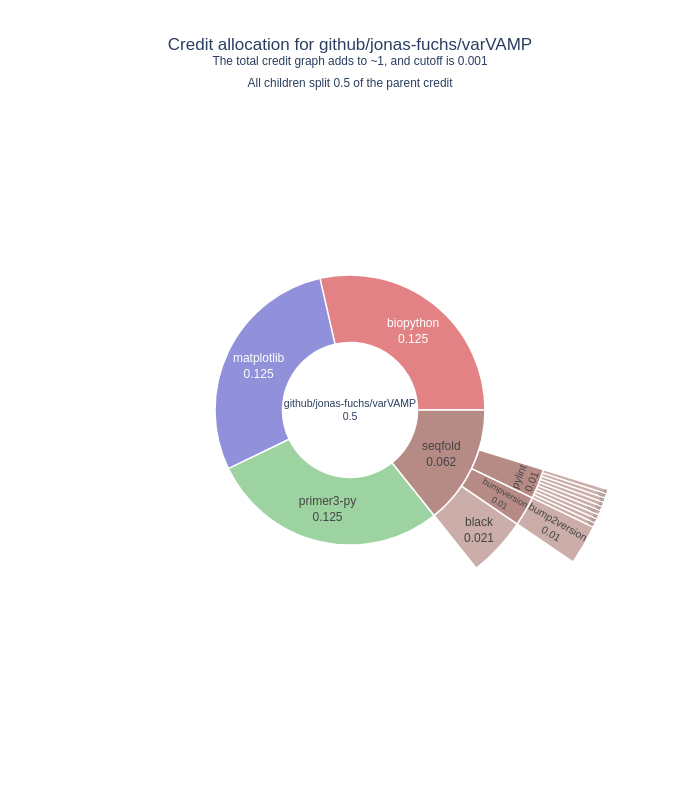 Credit allocation for github/jonas-fuchs/varVAMP
The total credit graph adds to ~1, and cutoff is 0.001
All children split 0.5 of the parent credit
biopython
0.125
matplotlib
0.125
github/jonas-fuchs/varVAMP
0.5
seqfold
0.062
pylint
0.01
bumpversion
0.01
bump2version
0.01
primer3-py
0.125
black
0.021